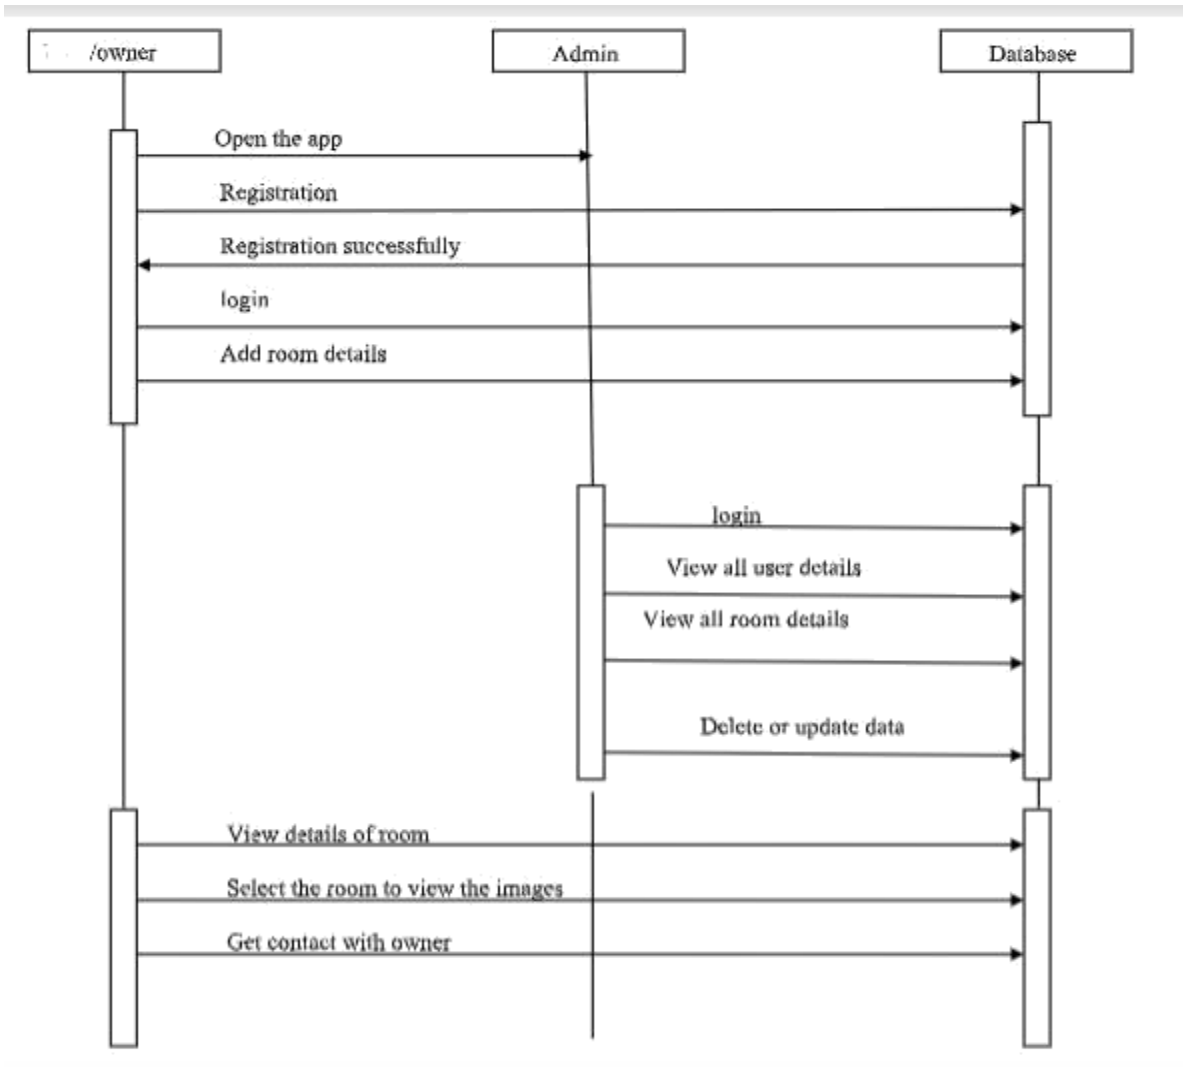 /owner
Admin
Database
Open the app
Registration
Registration successfully
login
Add room details
login
View all user details
View all room details
Delete or update data
View details of room
Select the room to view the images
Get contact with owner